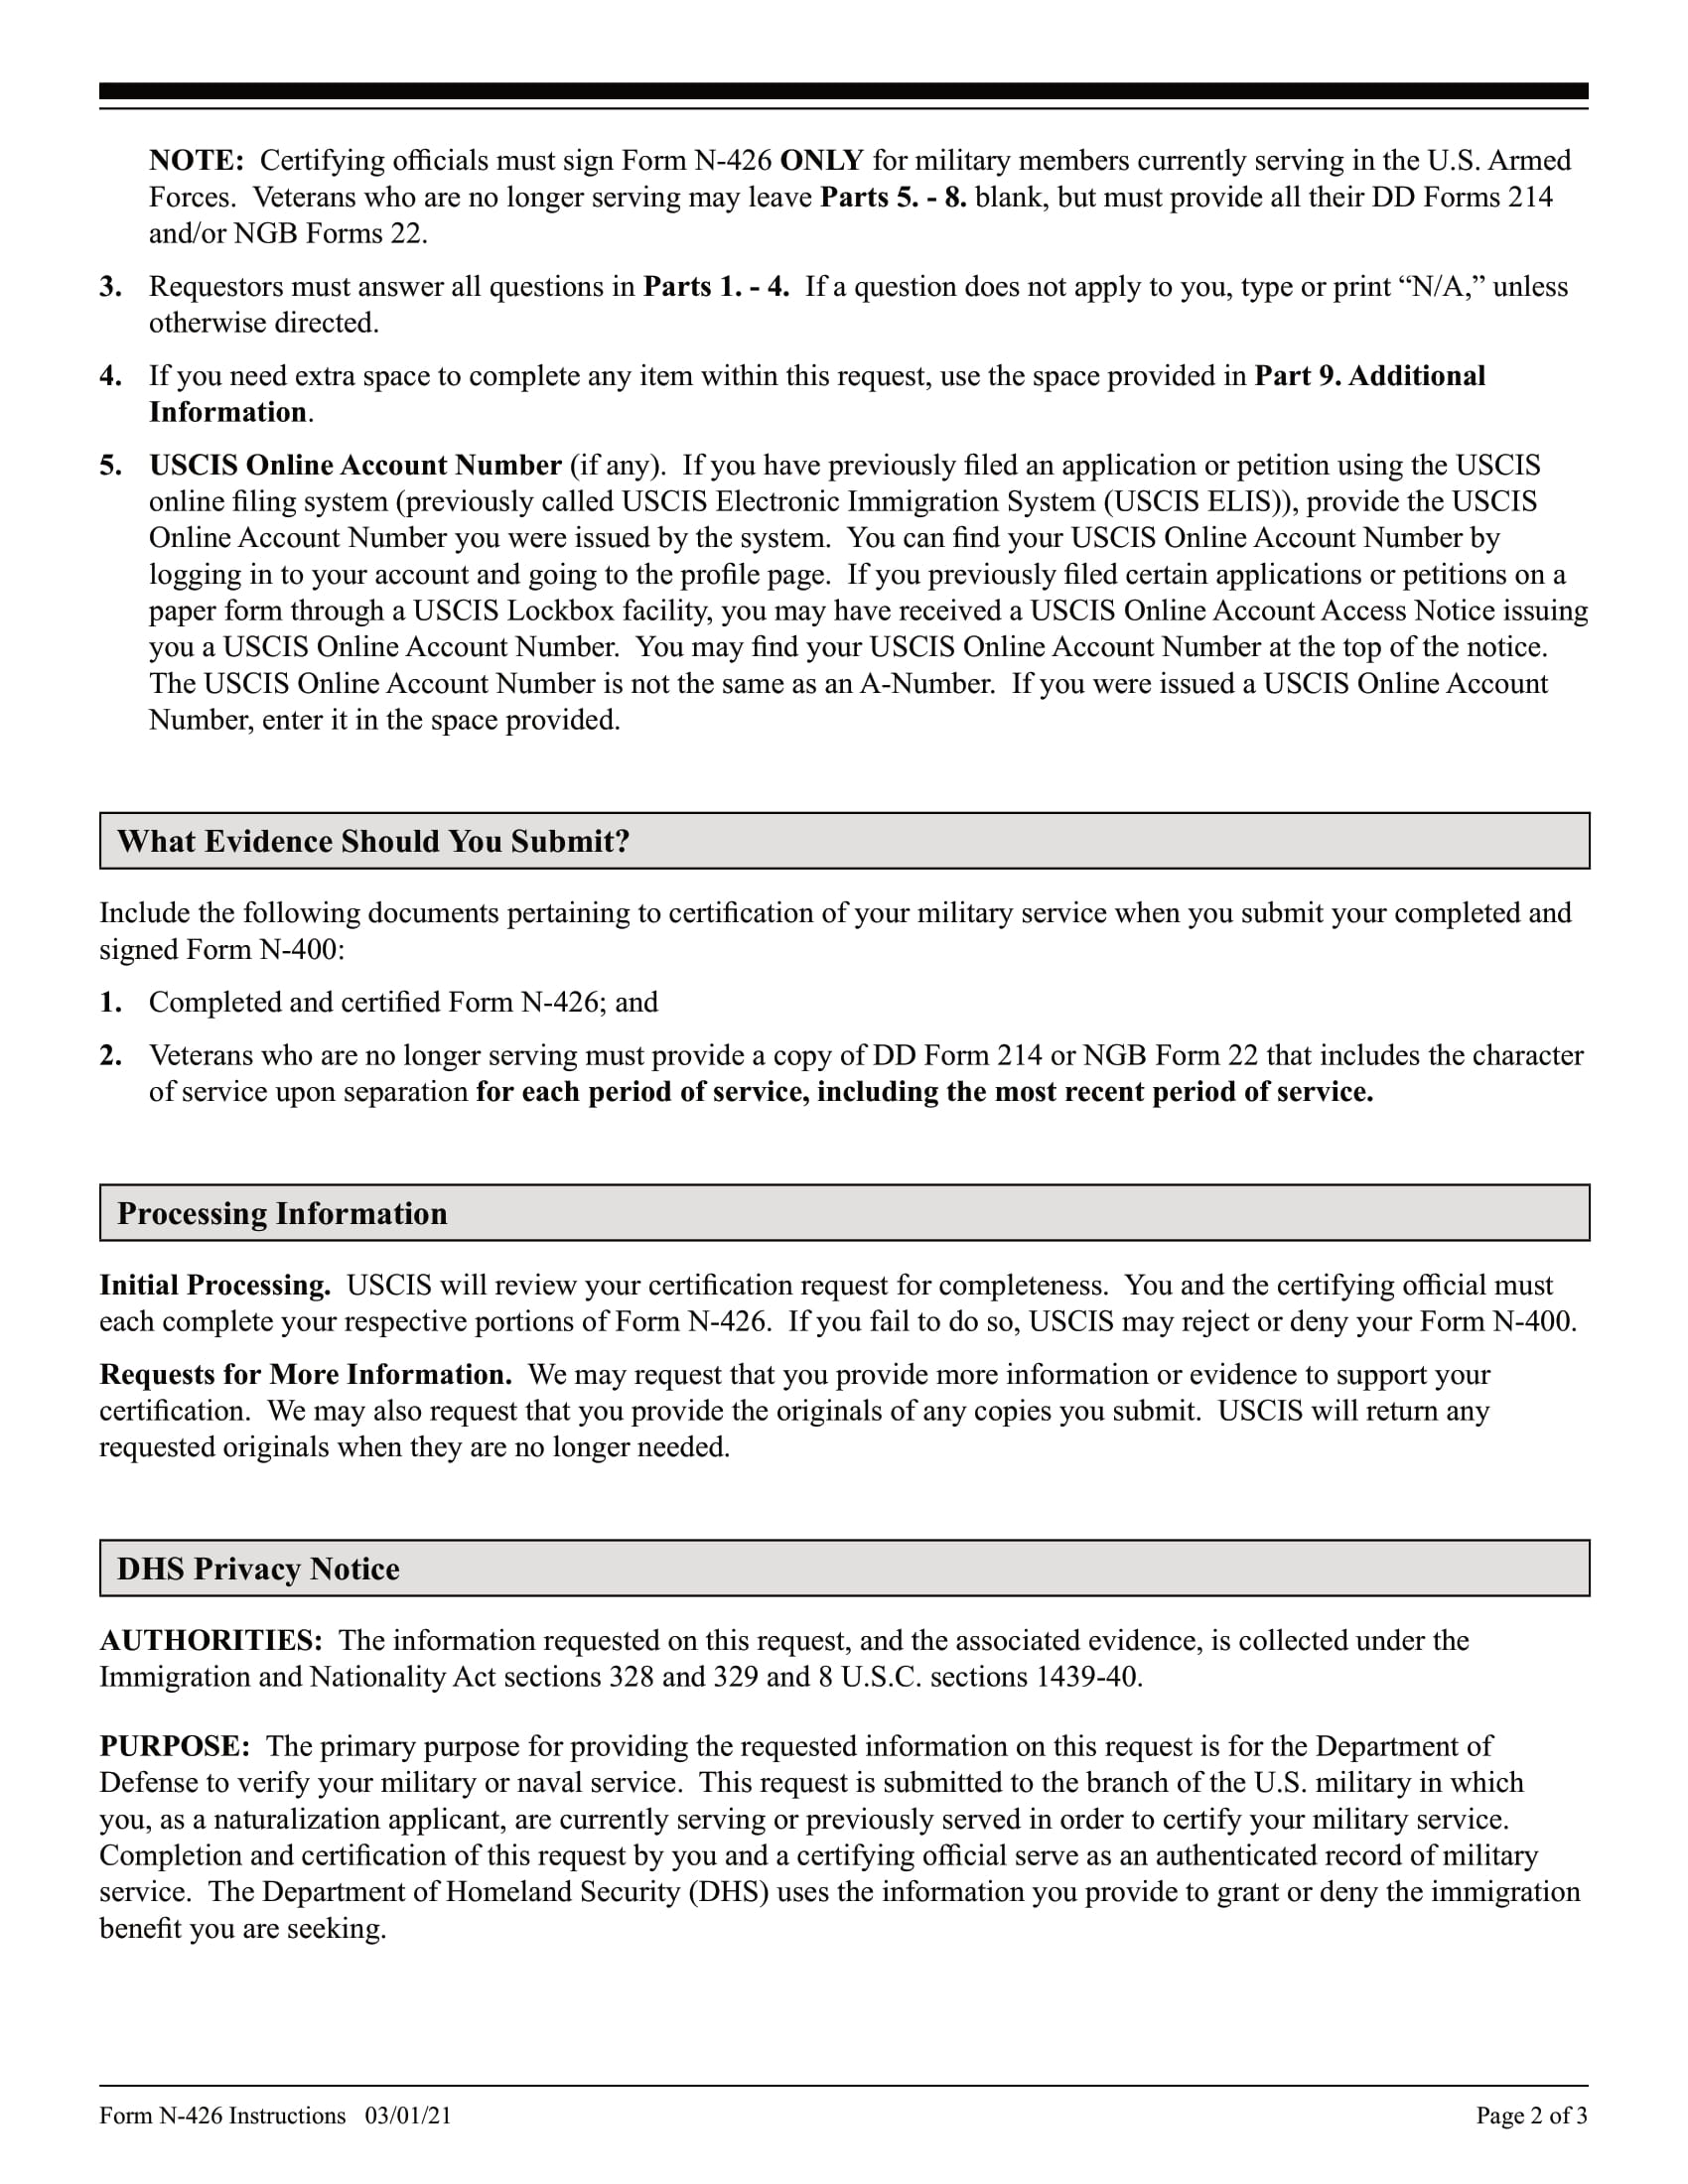 NOTE:  Certifying officials must sign Form N-426 ONLY for military members currently serving in the U.S. Armed
Forces.  Veterans who are no longer serving may leave Parts 5. - 8. blank, but must provide all their DD Forms 214
and/or NGB Forms 22.
3. Requestors must answer all questions in Parts 1. - 4.  If a question does not apply to you, type or print “N/A,” unless
otherwise directed.
4. If you need extra space to complete any item within this request, use the space provided in Part 9. Additional
Information.
5. USCIS Online Account Number (if any).  If you have previously filed an application or petition using the USCIS
online filing system (previously called USCIS Electronic Immigration System (USCIS ELIS)), provide the USCIS
Online Account Number you were issued by the system.  You can find your USCIS Online Account Number by
logging in to your account and going to the profile page.  If you previously filed certain applications or petitions on a
paper form through a USCIS Lockbox facility, you may have received a USCIS Online Account Access Notice issuing
you a USCIS Online Account Number.  You may find your USCIS Online Account Number at the top of the notice.
The USCIS Online Account Number is not the same as an A-Number.  If you were issued a USCIS Online Account
Number, enter it in the space provided.
What Evidence Should You Submit?
Include the following documents pertaining to certification of your military service when you submit your completed and
signed Form N-400:
1. Completed and certified Form N-426; and
2. Veterans who are no longer serving must provide a copy of DD Form 214 or NGB Form 22 that includes the character
of service upon separation for each period of service, including the most recent period of service.
Processing Information
Initial Processing.  USCIS will review your certification request for completeness.  You and the certifying official must
each complete your respective portions of Form N-426.  If you fail to do so, USCIS may reject or deny your Form N-400.
Requests for More Information.  We may request that you provide more information or evidence to support your
certification.  We may also request that you provide the originals of any copies you submit.  USCIS will return any
requested originals when they are no longer needed.
DHS Privacy Notice
AUTHORITIES:  The information requested on this request, and the associated evidence, is collected under the
Immigration and Nationality Act sections 328 and 329 and 8 U.S.C. sections 1439-40.
PURPOSE:  The primary purpose for providing the requested information on this request is for the Department of
Defense to verify your military or naval service.  This request is submitted to the branch of the U.S. military in which
you, as a naturalization applicant, are currently serving or previously served in order to certify your military service.
Completion and certification of this request by you and a certifying official serve as an authenticated record of military
service.  The Department of Homeland Security (DHS) uses the information you provide to grant or deny the immigration
benefit you are seeking.
Form N-426 Instructions   03/01/21
Page 2 of 3